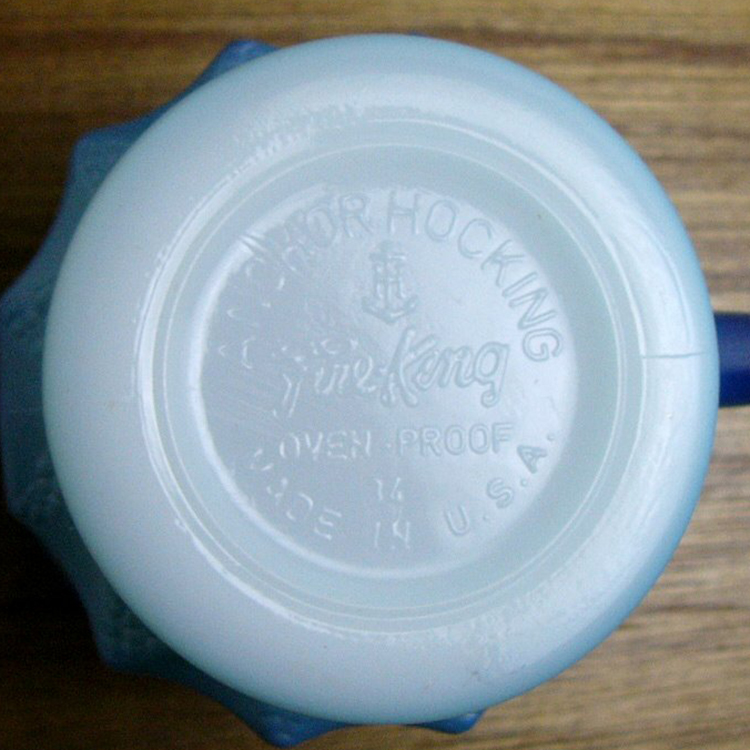 ANCHOR HOCKING
Fire-King
OVEN-PROOF
14
MADE IN U.S.A.